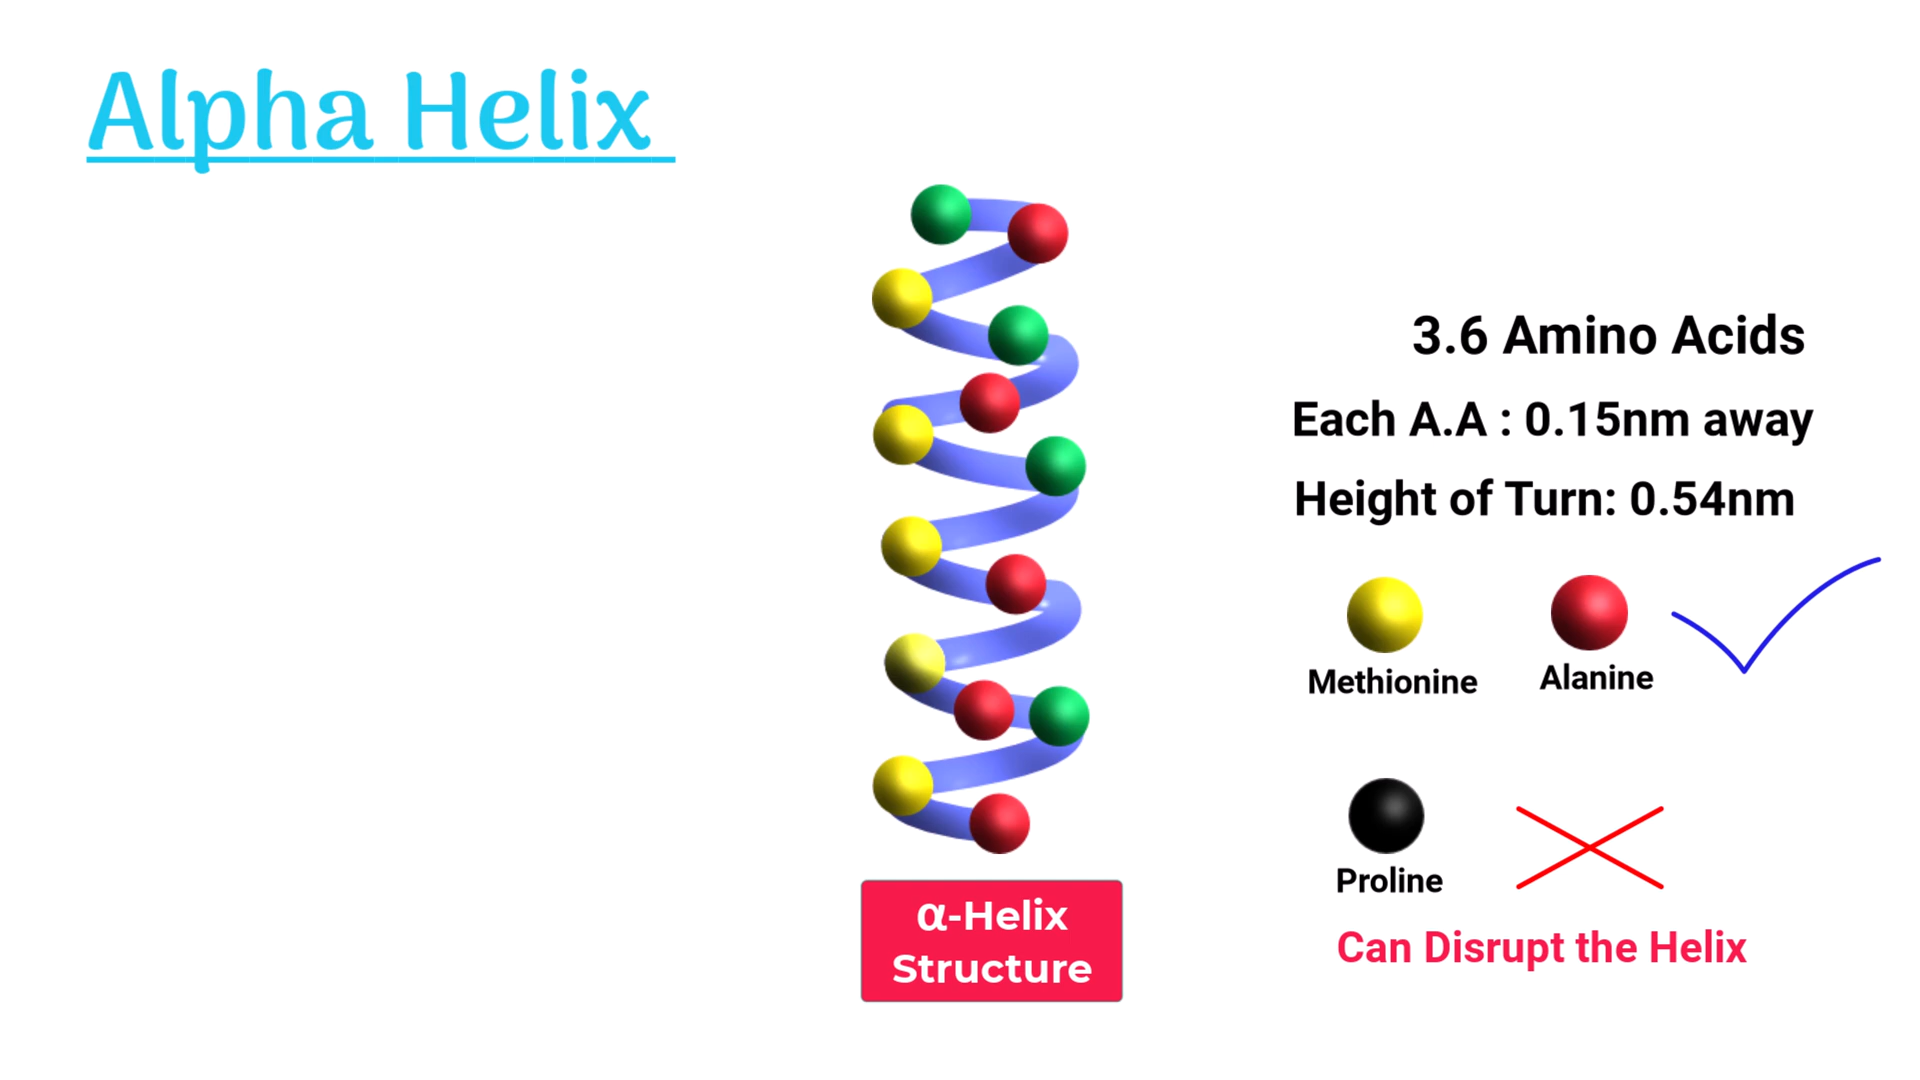 Alpha Helix
3.6 Amino Acids
Each A.A : 0.15nm away
Height of Turn: 0.54nm
Methionine
Alanine
Proline
Can Disrupt the Helix
α-Helix
Structure